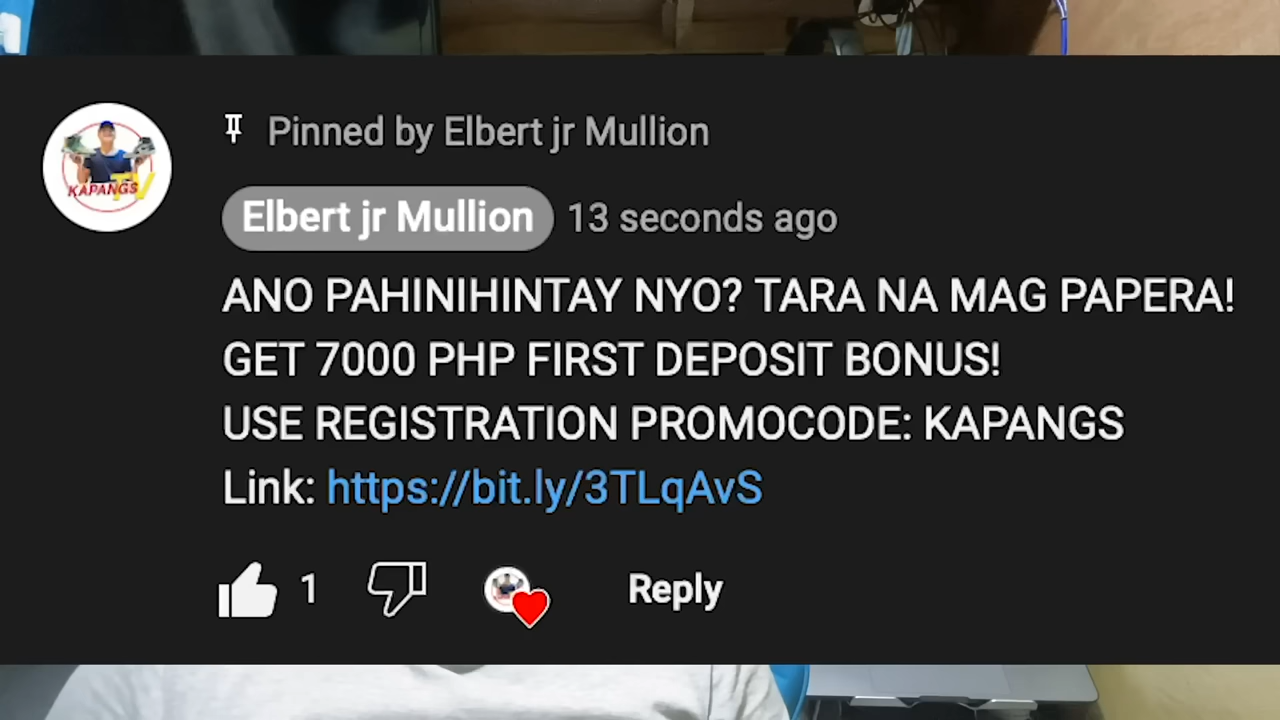 Pinned by Elbert jr Mullion
Elbert jr Mullion 13 seconds ago
ANO PAHINIHINTAY NYO? TARA NA MAG PAPERA!
GET 7000 PHP FIRST DEPOSIT BONUS!
USE REGISTRATION PROMOCODE: KAPANGS
Link: https://bit.ly/3TLqAvS
1 Reply
KAPANGS TV